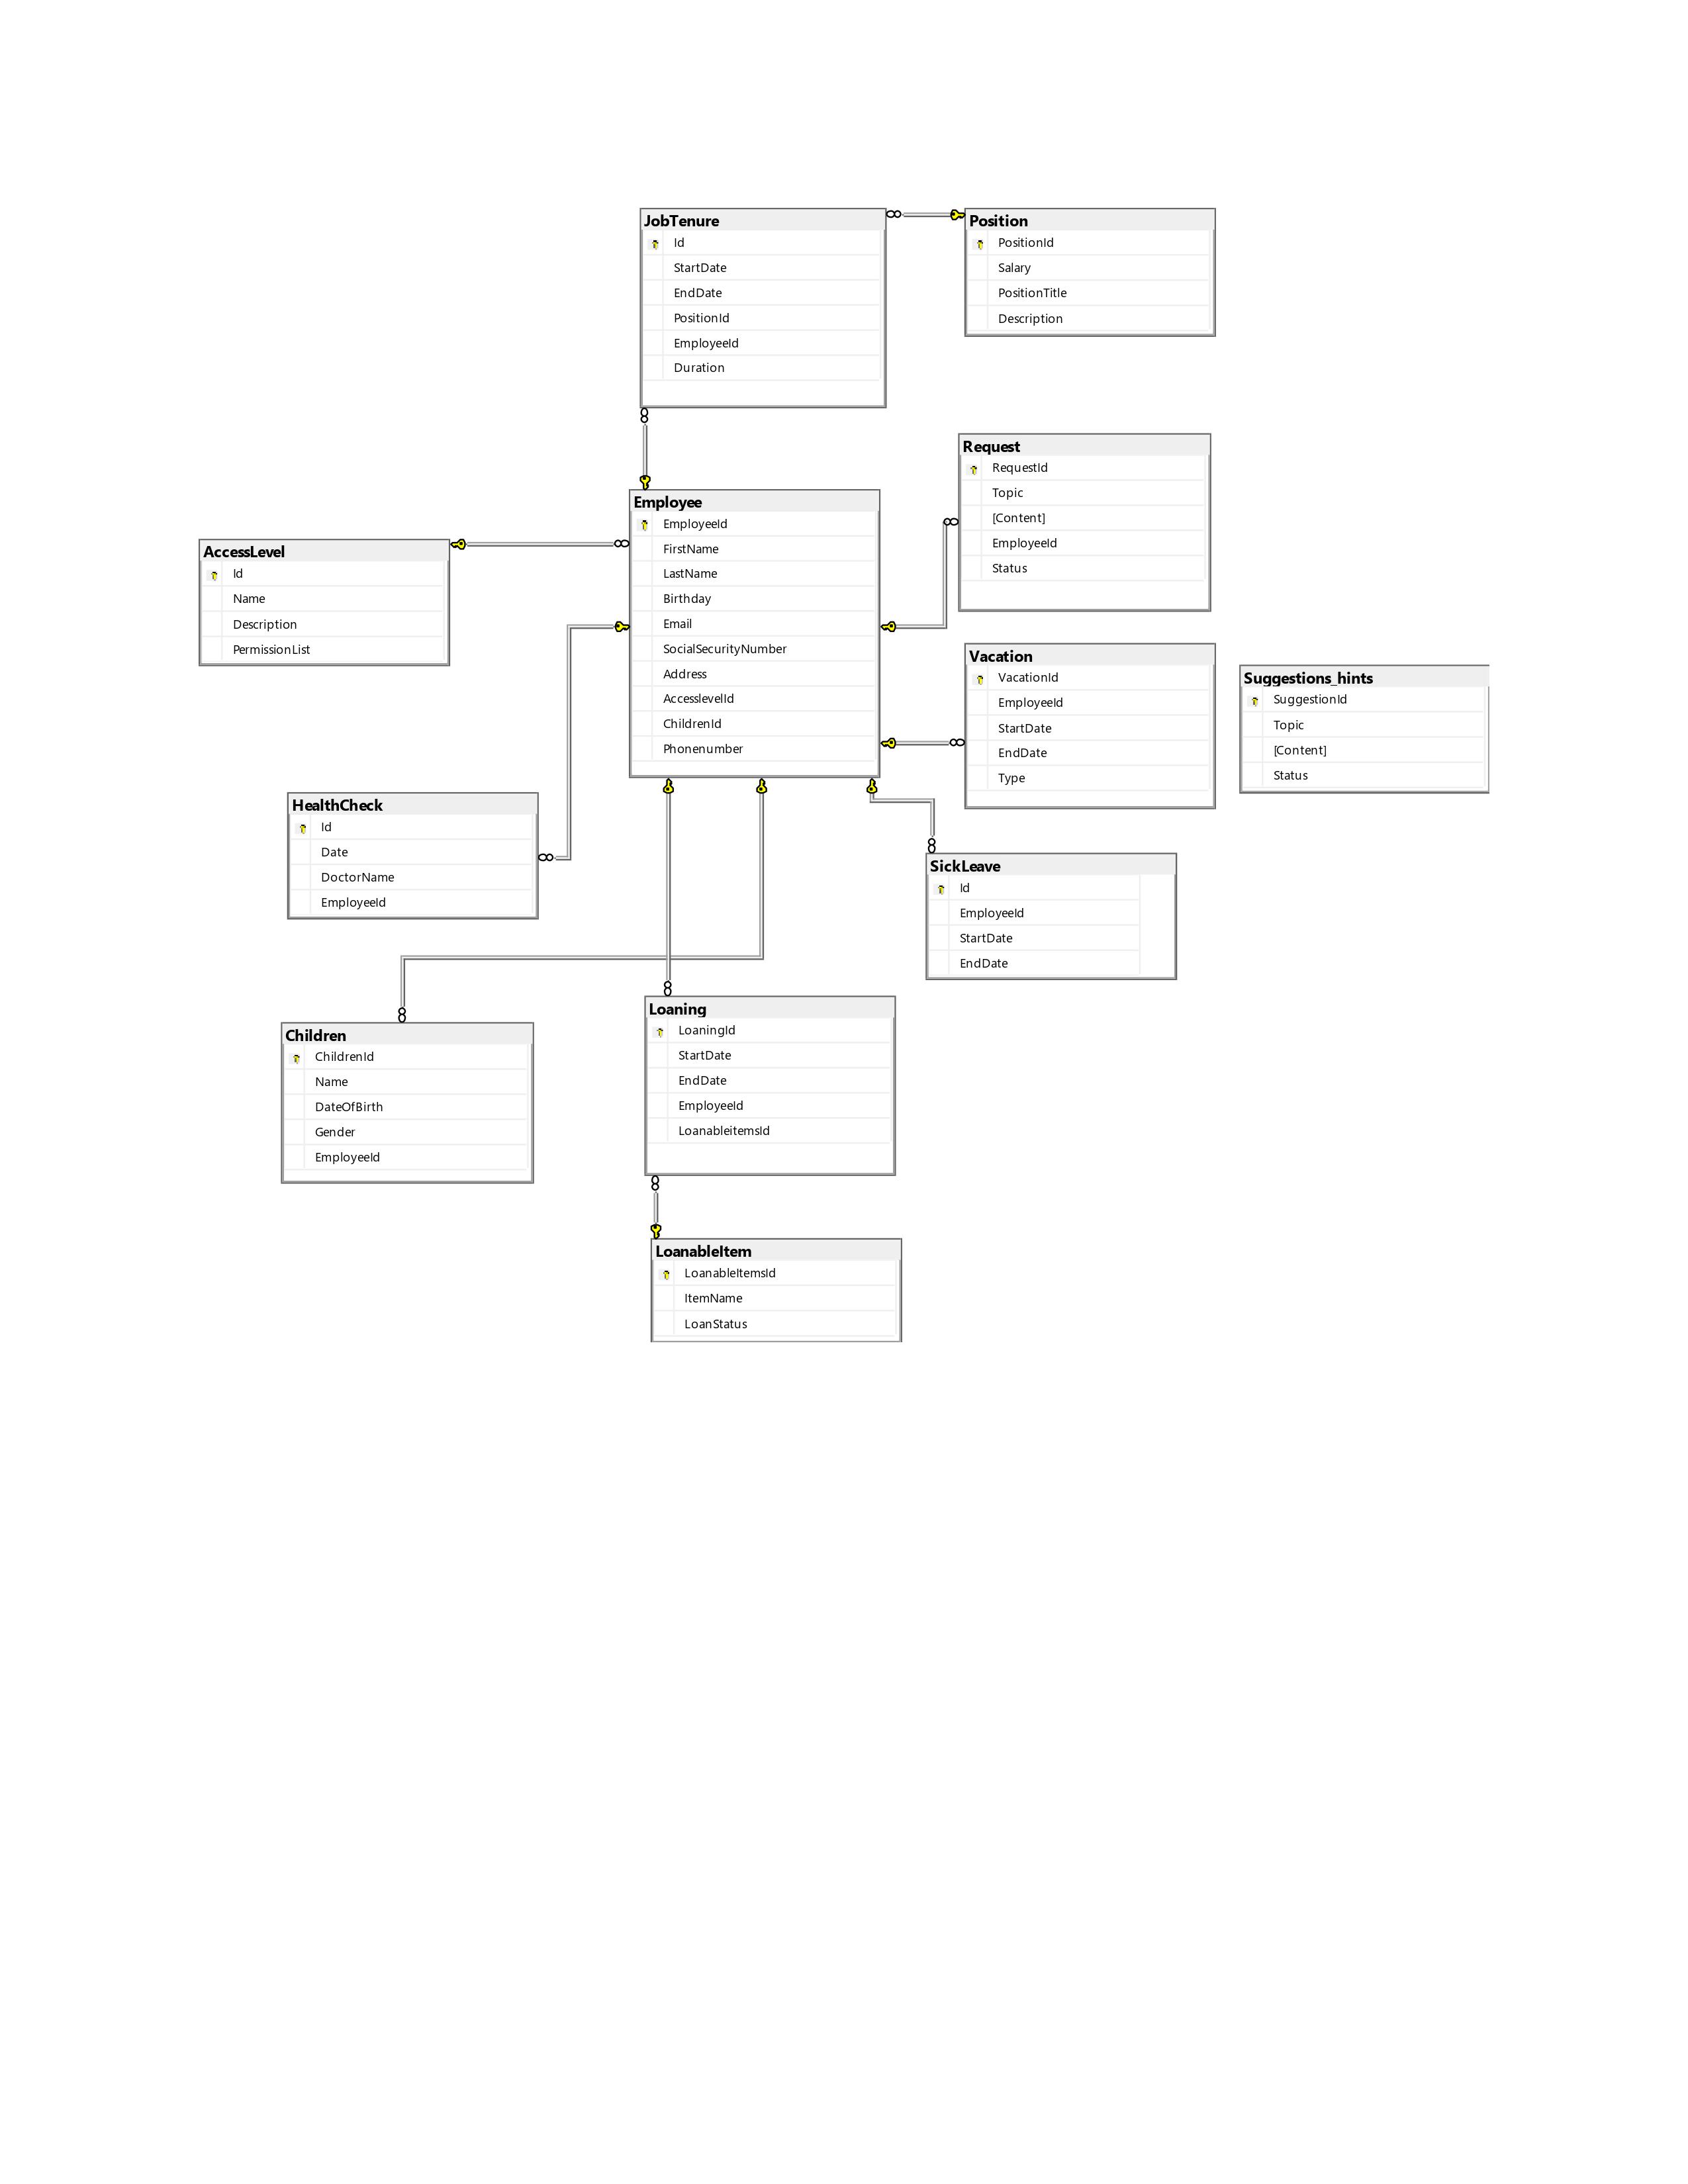 JobTenure
Id
StartDate
EndDate
PositionId
EmployeeId
Duration
Position
PositionId
Salary
PositionTitle
Description
Request
RequestId
Topic
[Content]
EmployeeId
Status
Employee
EmployeeId
FirstName
LastName
Birthday
Email
SocialSecurityNumber
Address
AccesslevelId
ChildrenId
Phonenumber
AccessLevel
Id
Name
Description
PermissionList
Vacation
VacationId
EmployeeId
StartDate
EndDate
Type
Suggestions_hints
SuggestionId
Topic
[Content]
Status
HealthCheck
Id
Date
DoctorName
EmployeeId
SickLeave
Id
EmployeeId
StartDate
EndDate
Children
ChildrenId
Name
DateOfBirth
Gender
EmployeeId
Loaning
LoaningId
StartDate
EndDate
EmployeeId
LoanableitemsId
LoanableItem
LoanableItemsId
ItemName
LoanStatus